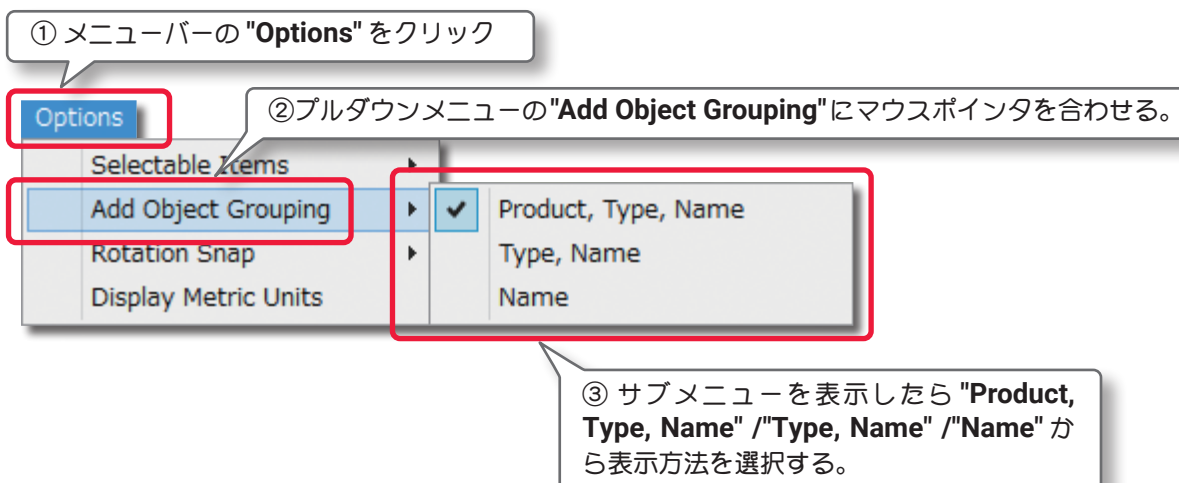 ① メニューバーの "Options" をクリック
②プルダウンメニューの"Add Object Grouping"にマウスポインタを合わせる。
Options
Selectable Items
Add Object Grouping
Product, Type, Name
Rotation Snap
Type, Name
Display Metric Units
Name
③ サブメニューを表示したら "Product,
Type, Name" /"Type, Name" /"Name" か
ら表示方法を選択する。